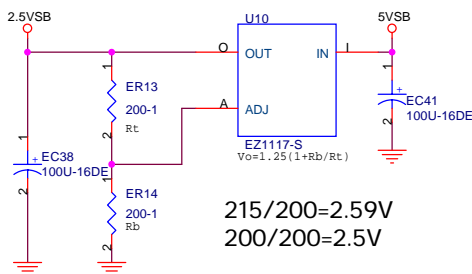 2.5VSB
U10
5VSB
O
OUT
IN
I
1
ER13
200-1
Rt
2
A
ADJ
1
EC41
100U-16DE
2
EZ1117-S
Vo=1.25(1+Rb/Rt)
1
EC38
100U-16DE
2
1
ER14
200-1
Rb
2
215/200=2.59V
200/200=2.5V